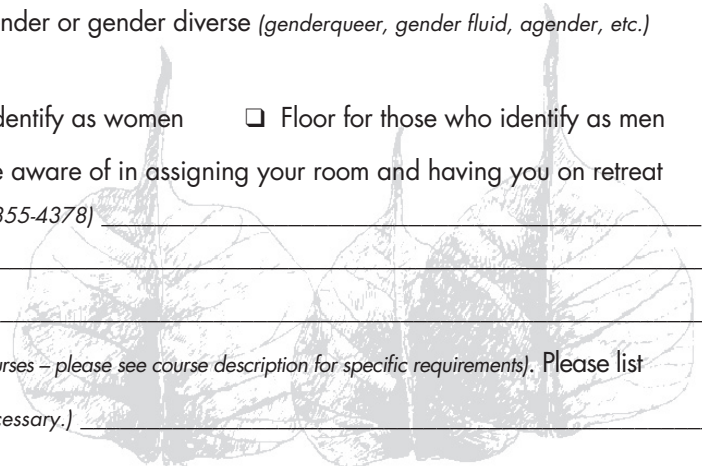 nder or gender diverse (genderqueer, gender fluid, agender, etc.)
dentify as women ❑ Floor for those who identify as men
e aware of in assigning your room and having you on retreat
355-4378)
urses – please see course description for specific requirements). Please list
cessary.)